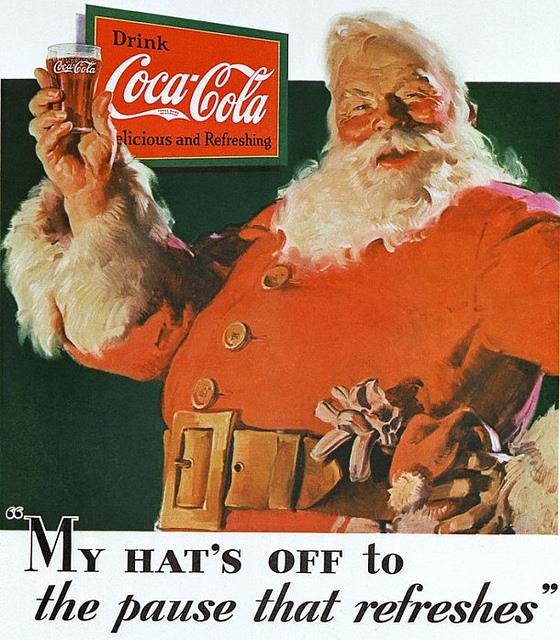 Drink
Coca-Cola
Coca-Cola
elicious and Refreshing
"MY HAT'S OFF to
the pause that refreshes"